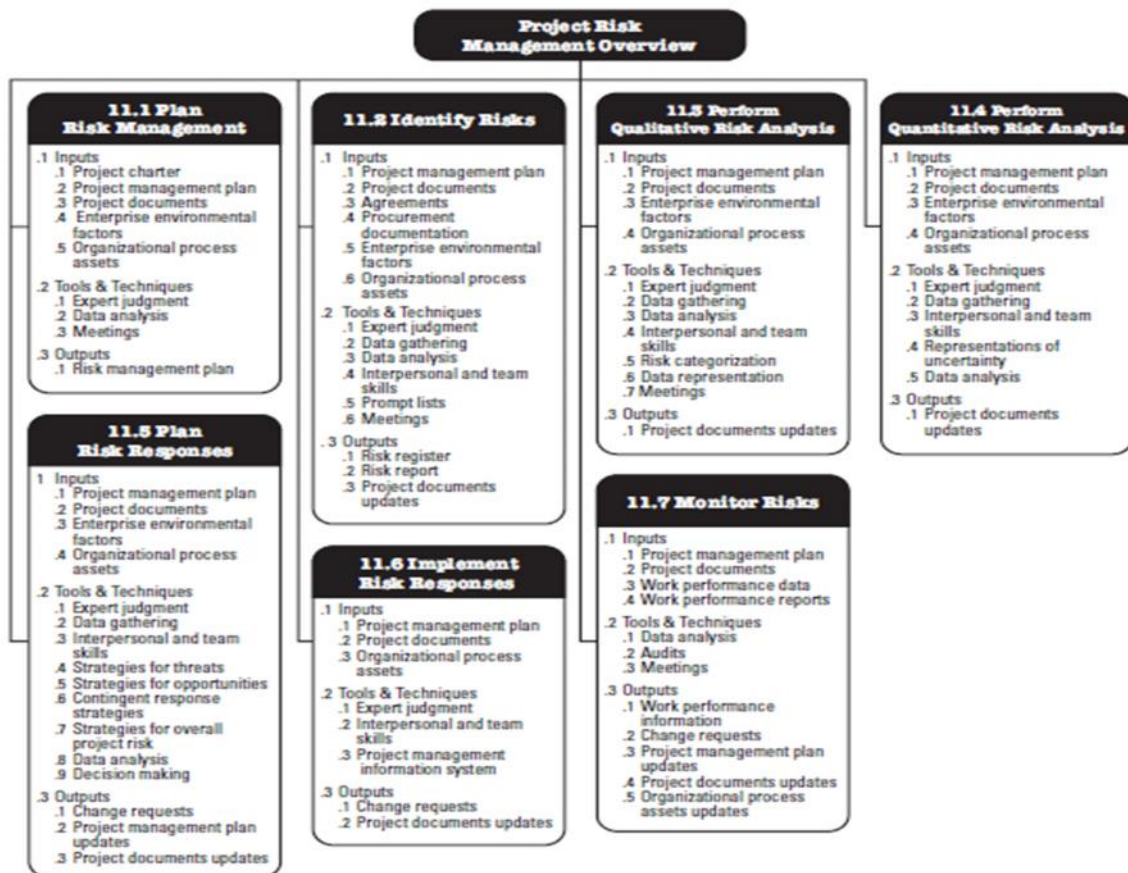 Project Risk
Management Overview
11.1 Plan
Risk Management
.1 Inputs
.1 Project charter
.2 Project management plan
.3 Project documents
.4 Enterprise environmental
factors
.5 Organizational process
assets
.2 Tools & Techniques
.1 Expert judgment
.2 Data analysis
.3 Meetings
.3 Outputs
.1 Risk management plan
11.2 Identify Risks
.1 Inputs
.1 Project management plan
.2 Project documents
.3 Agreements
.4 Procurement
documentation
.5 Enterprise environmental
factors
.6 Organizational process
assets
.2 Tools & Techniques
.1 Expert judgment
.2 Data gathering
.3 Data analysis
.4 Interpersonal and team
skills
.5 Prompt lists
.6 Meetings
.3 Outputs
.1 Risk register
.2 Risk report
.3 Project documents
updates
11.3 Perform
Qualitative Risk Analysis
.1 Inputs
.1 Project management plan
.2 Project documents
.3 Enterprise environmental
factors
.4 Organizational process
assets
.2 Tools & Techniques
.1 Expert judgment
.2 Data gathering
.3 Data analysis
.4 Interpersonal and team
skills
.5 Risk categorization
.6 Data representation
.7 Meetings
.3 Outputs
.1 Project documents updates
11.4 Perform
Quantitative Risk Analysis
.1 Inputs
.1 Project management plan
.2 Project documents
.3 Enterprise environmental
factors
.4 Organizational process
assets
.2 Tools & Techniques
.1 Expert judgment
.2 Data gathering
.3 Interpersonal and team
skills
.4 Representations of
uncertainty
.5 Data analysis
.3 Outputs
.1 Project documents
updates
11.5 Plan
Risk Responses
1 Inputs
.1 Project management plan
.2 Project documents
.3 Enterprise environmental
factors
.4 Organizational process
assets
.2 Tools & Techniques
.1 Expert judgment
.2 Data gathering
.3 Interpersonal and team
skills
.4 Strategies for threats
.5 Strategies for opportunities
.6 Contingent response
strategies
.7 Strategies for overall
project risk
.8 Data analysis
.9 Decision making
.3 Outputs
.1 Change requests
.2 Project management plan
updates
.3 Project documents updates
11.6 Implement
Risk Responses
.1 Inputs
.1 Project management plan
.2 Project documents
.3 Organizational process
assets
.2 Tools & Techniques
.1 Expert judgment
.2 Interpersonal and team
skills
.3 Project management
information system
.3 Outputs
.1 Change requests
.2 Project documents updates
11.7 Monitor Risks
.1 Inputs
.1 Project management plan
.2 Project documents
.3 Work performance data
.4 Work performance reports
.2 Tools & Techniques
.1 Data analysis
.2 Audits
.3 Meetings
.3 Outputs
.1 Work performance
information
.2 Change requests
.3 Project management plan
updates
.4 Project documents updates
.5 Organizational process
assets updates